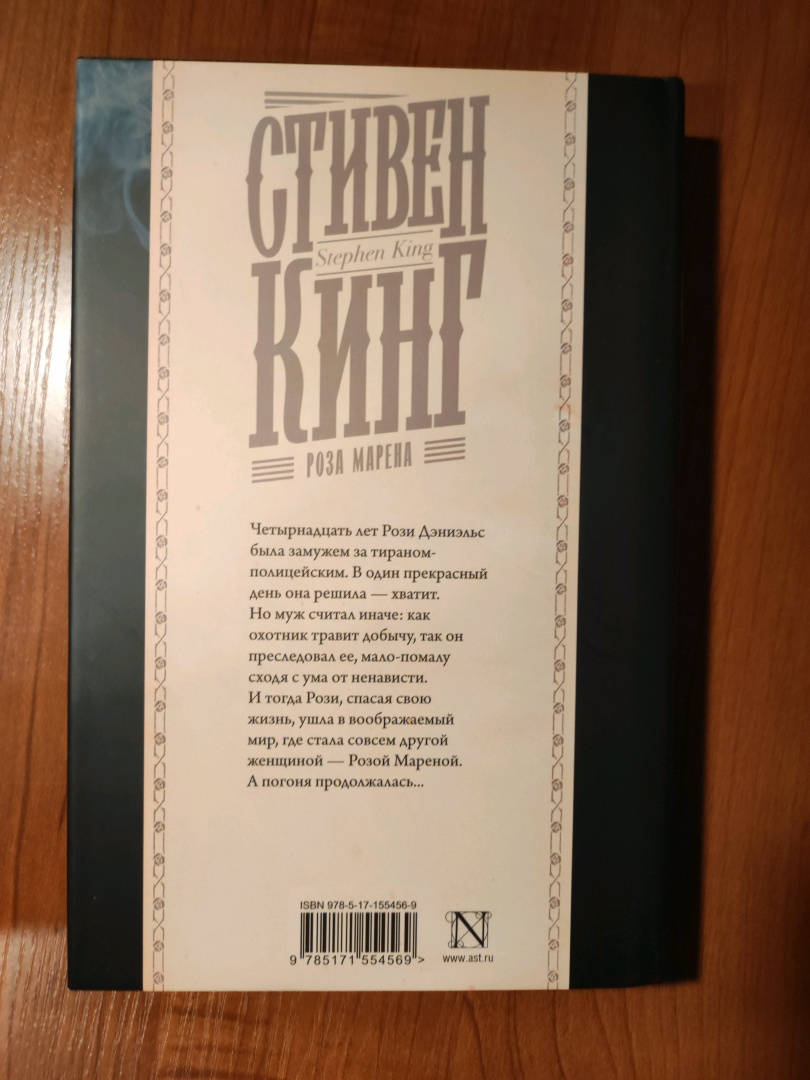 СТИВЕН
Stephen King
КИНГ
РОЗА МАРЕНА
Четырнадцать лет Рози Дэниэльс
была замужем за тираном-
полицейским. В один прекрасный
день она решила — хватит.
Но муж считал иначе: как
охотник травит добычу, так он
преследовал ее, мало-помалу
сходя с ума от ненависти.
И тогда Рози, спасая свою
жизнь, ушла в воображаемый
мир, где стала совсем другой
женщиной — Розой Мареной.
А погоня продолжалась...
ISBN 978-5-17-155456-9
9 785171 554569 >
N
www.ast.ru